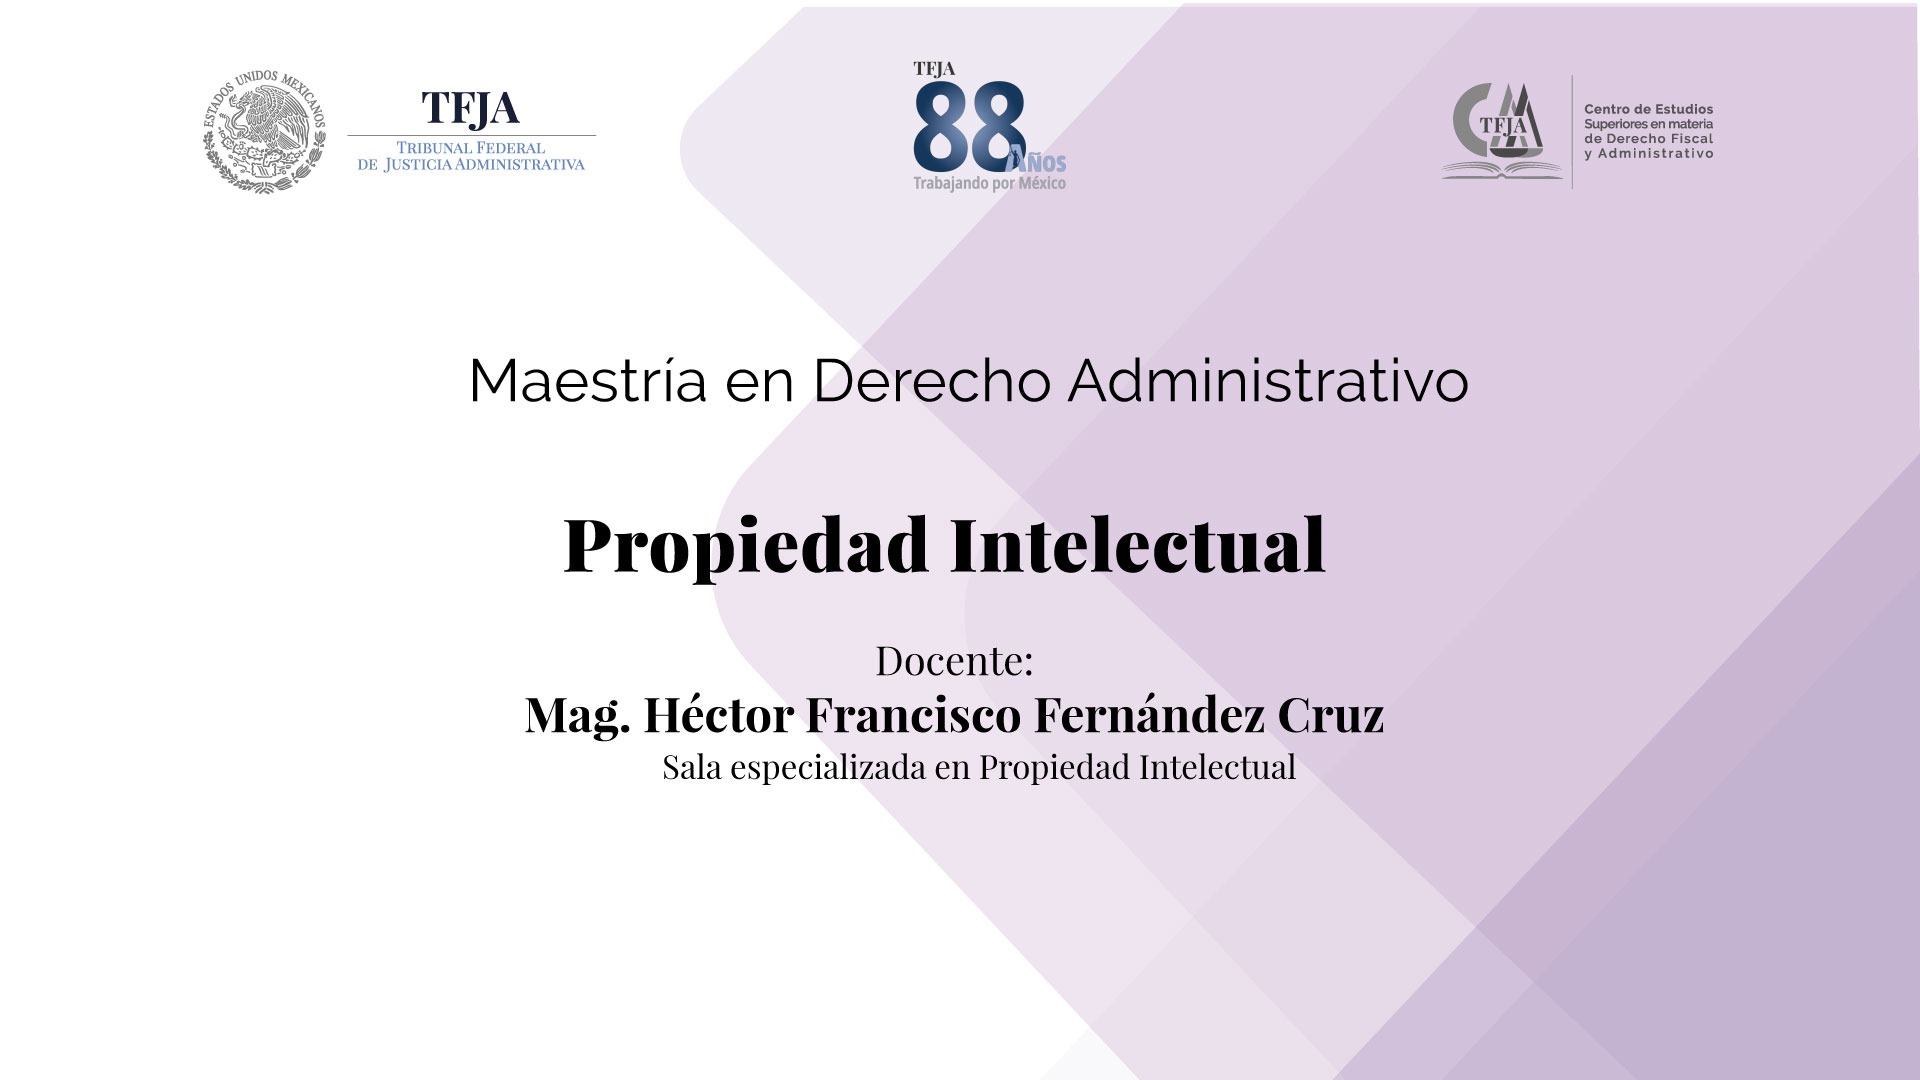 ESTADOS UNIDOS MEXICANOS
TFJA
TRIBUNAL FEDERAL
DE JUSTICIA ADMINISTRATIVA
TFJA
88
AÑOS
Trabajando por México
TFJA
Centro de Estudios
Superiores en materia
de Derecho Fiscal
y Administrativo
Maestría en Derecho Administrativo
Propiedad Intelectual
Docente:
Mag. Héctor Francisco Fernández Cruz
Sala especializada en Propiedad Intelectual